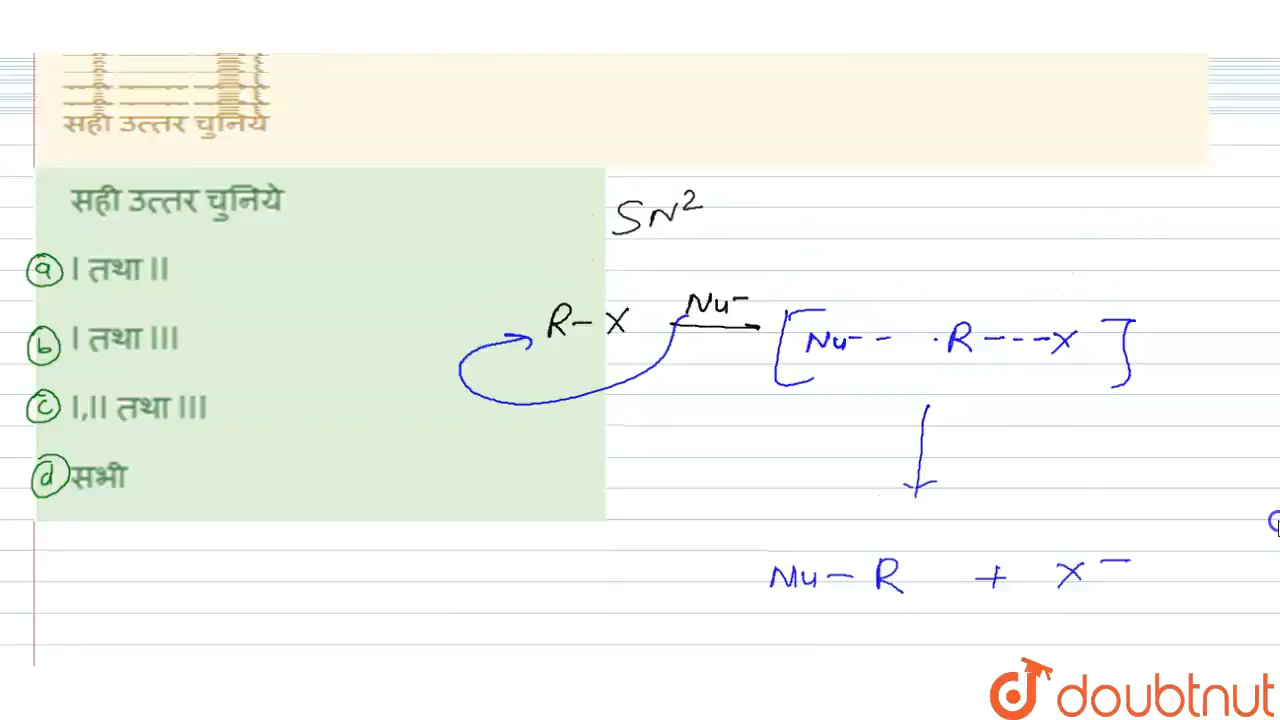 सही उत्तर चुनिये
सही उत्तर चुनिये
SN²
a I तथा II
b I तथा III
c I,II तथा III
d सभी
R-X Nu⁻ [Nu-- .R---X]
Nu-R + X⁻
doubtnut